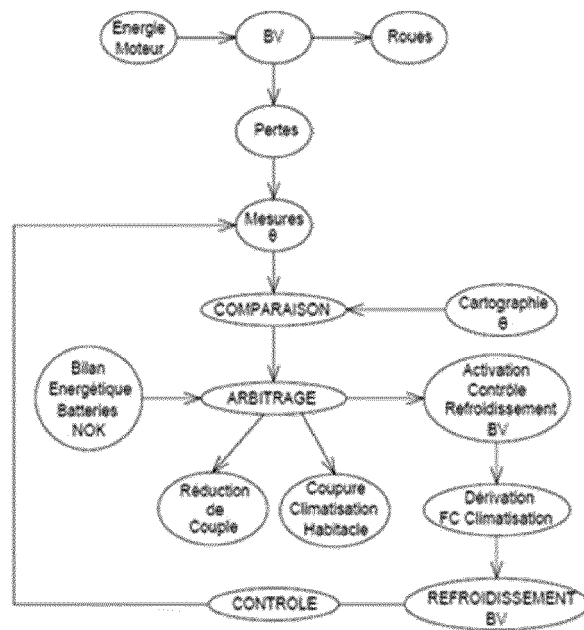 Energie
Moteur
BV
Roues
Pertes
Mesures
θ
COMPARAISON
Cartographie
θ
Bilan
Energétique
Batteries
NOK
ARBITRAGE
Activation
Contrôle
Refroidissement
BV
Réduction
de
Couple
Coupure
Climatisation
Habitacle
Dérivation
FC Climatisation
CONTROLE
REFROIDISSEMENT
BV